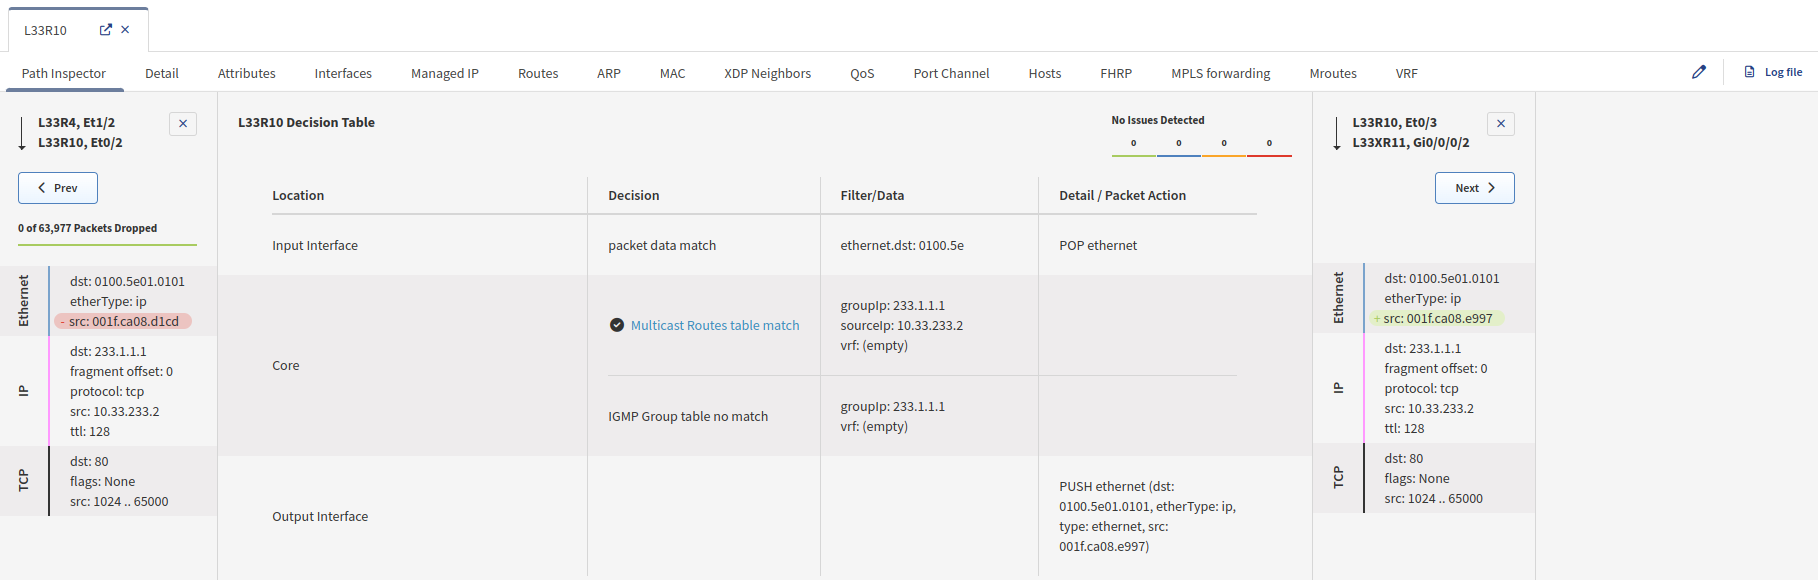 L33R10
Path Inspector
Detail
Attributes
Interfaces
Managed IP
Routes
ARP
MAC
XDP Neighbors
QoS
Port Channel
Hosts
FHRP
MPLS forwarding
Mroutes
VRF
Log file
L33R4, Et1/2
L33R10, Et0/2
Prev
0 of 63,977 Packets Dropped
Ethernet
dst: 0100.5e01.0101
etherType: ip
- src: 001f.ca08.d1cd
IP
dst: 233.1.1.1
fragment offset: 0
protocol: tcp
src: 10.33.233.2
ttl: 128
TCP
dst: 80
flags: None
src: 1024 .. 65000
L33R10 Decision Table
No Issues Detected
0 0 0 0
Location Decision Filter/Data Detail / Packet Action
Input Interface packet data match ethernet.dst: 0100.5e POP ethernet
Core
Multicast Routes table match
groupIp: 233.1.1.1
sourceIp: 10.33.233.2
vrf: (empty)
IGMP Group table no match
groupIp: 233.1.1.1
vrf: (empty)
Output Interface
PUSH ethernet (dst:
0100.5e01.0101, etherType: ip,
type: ethernet, src:
001f.ca08.e997)
L33R10, Et0/3
L33XR11, Gi0/0/0/2
Next
Ethernet
dst: 0100.5e01.0101
etherType: ip
+ src: 001f.ca08.e997
IP
dst: 233.1.1.1
fragment offset: 0
protocol: tcp
src: 10.33.233.2
ttl: 128
TCP
dst: 80
flags: None
src: 1024 .. 65000